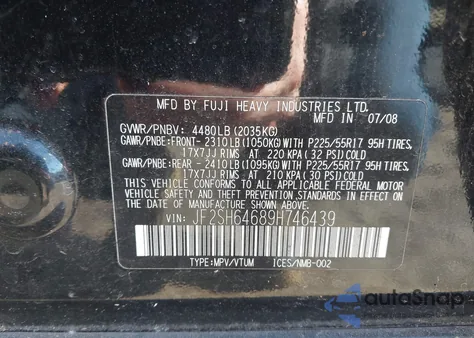 MFD BY FUJI HEAVY INDUSTRIES LTD.
MFD IN 07/08
GVWR/PNBV: 4480LB (2035KG)
GAWR/PNBE: FRONT- 2310LB (1050KG) WITH P225/55R17 95H TIRES,
17X7JJ RIMS AT 220 KPA (32 PSI) COLD
GAWR/PNBE: REAR - 2410LB (1095KG) WITH P225/55R17 95H TIRES,
17X7JJ RIMS AT 210 KPA (30 PSI) COLD
THIS VEHICLE CONFORMS TO ALL APPLICABLE FEDERAL MOTOR
VEHICLE SAFETY AND THEFT PREVENTION STANDARDS IN EFFECT ON
THE DATE OF MANUFACTURE SHOWN ABOVE.
VIN: JF2SH64689H746439
TYPE: MPV/VTUM ICES/NMB-002
autoSnap